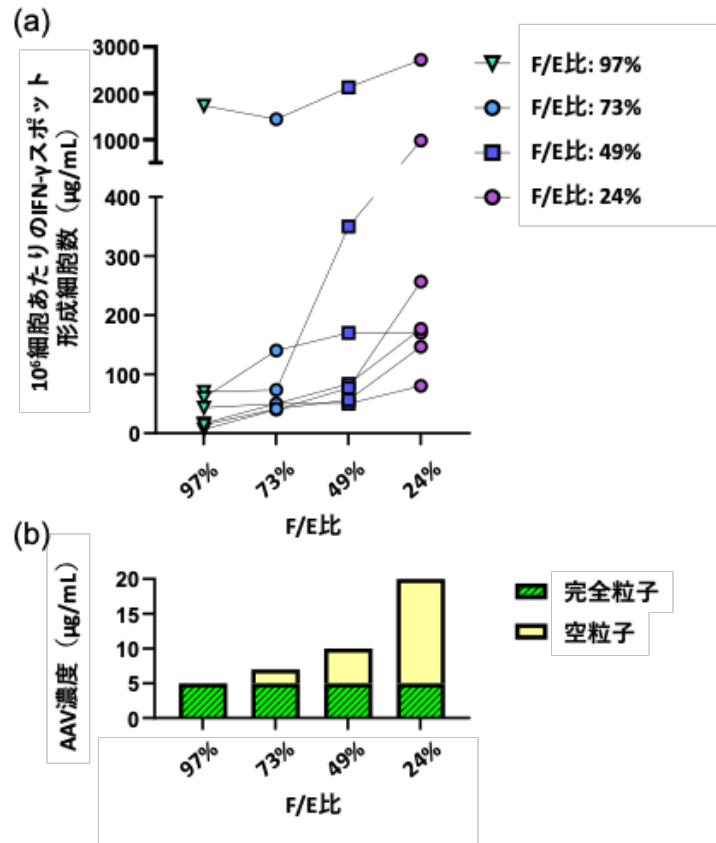 (a)
10⁶細胞あたりのIFN-γスポット
形成細胞数（μg/mL）
3000
2000
1000
400
300
200
100
0
97%
73%
49%
24%
F/E比
F/E比: 97%
F/E比: 73%
F/E比: 49%
F/E比: 24%
(b)
AAV濃度（μg/mL）
20
15
10
5
0
97%
73%
49%
24%
F/E比
完全粒子
空粒子